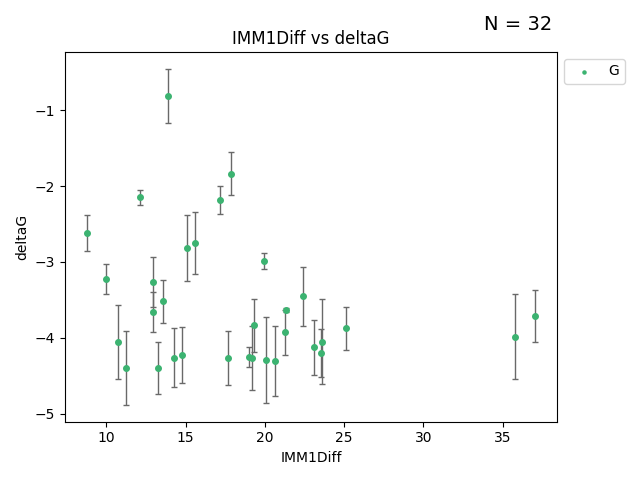 N = 32
IMM1Diff vs deltaG
G
−1
−2
−3
−4
−5
deltaG
10 15 20 25 30 35
IMM1Diff